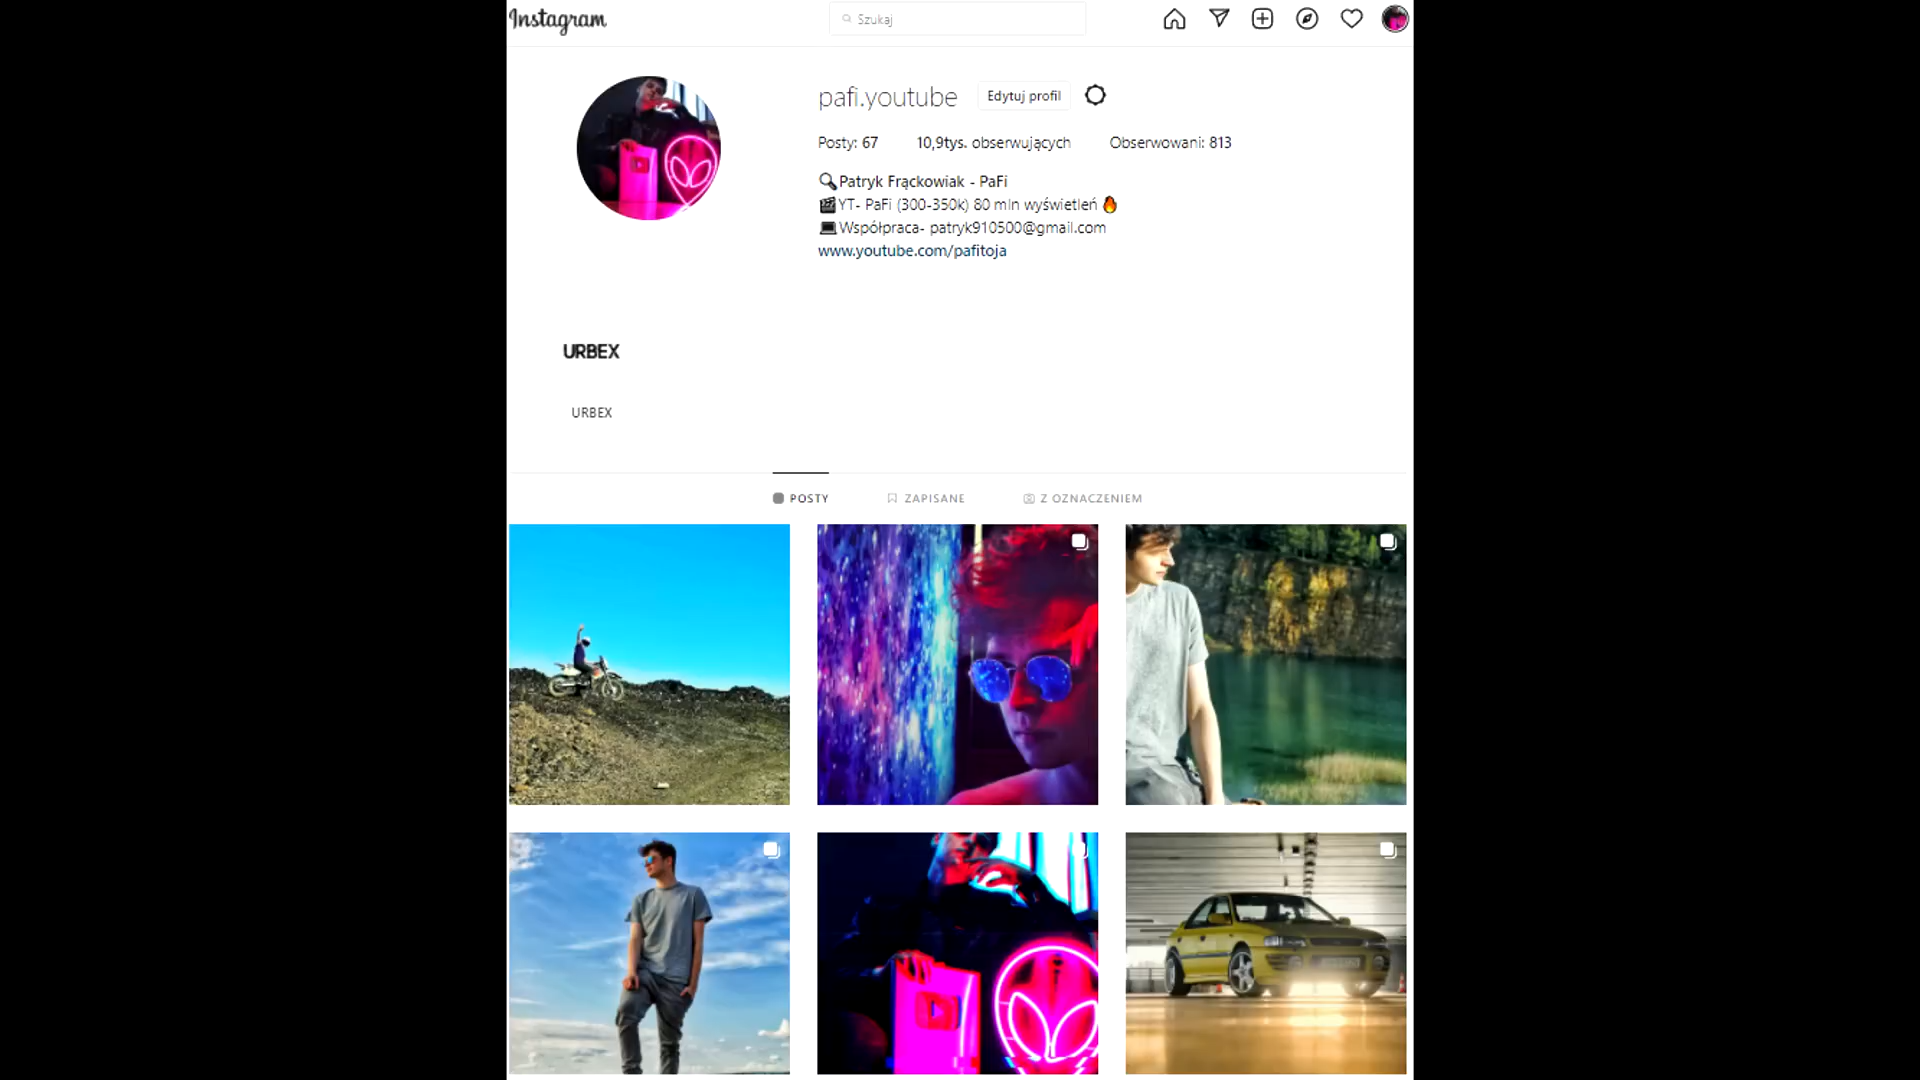 Instagram
Szukaj
pafi.youtube
Edytuj profil
Posty: 67 10,9tys. obserwujących Obserwowani: 813
Patryk Frąckowiak - PaFi
YT- PaFi (300-350k) 80 mln wyświetleń
Współpraca- patryk910500@gmail.com
www.youtube.com/pafitoja
URBEX
URBEX
POSTY ZAPISANE Z OZNACZENIEM